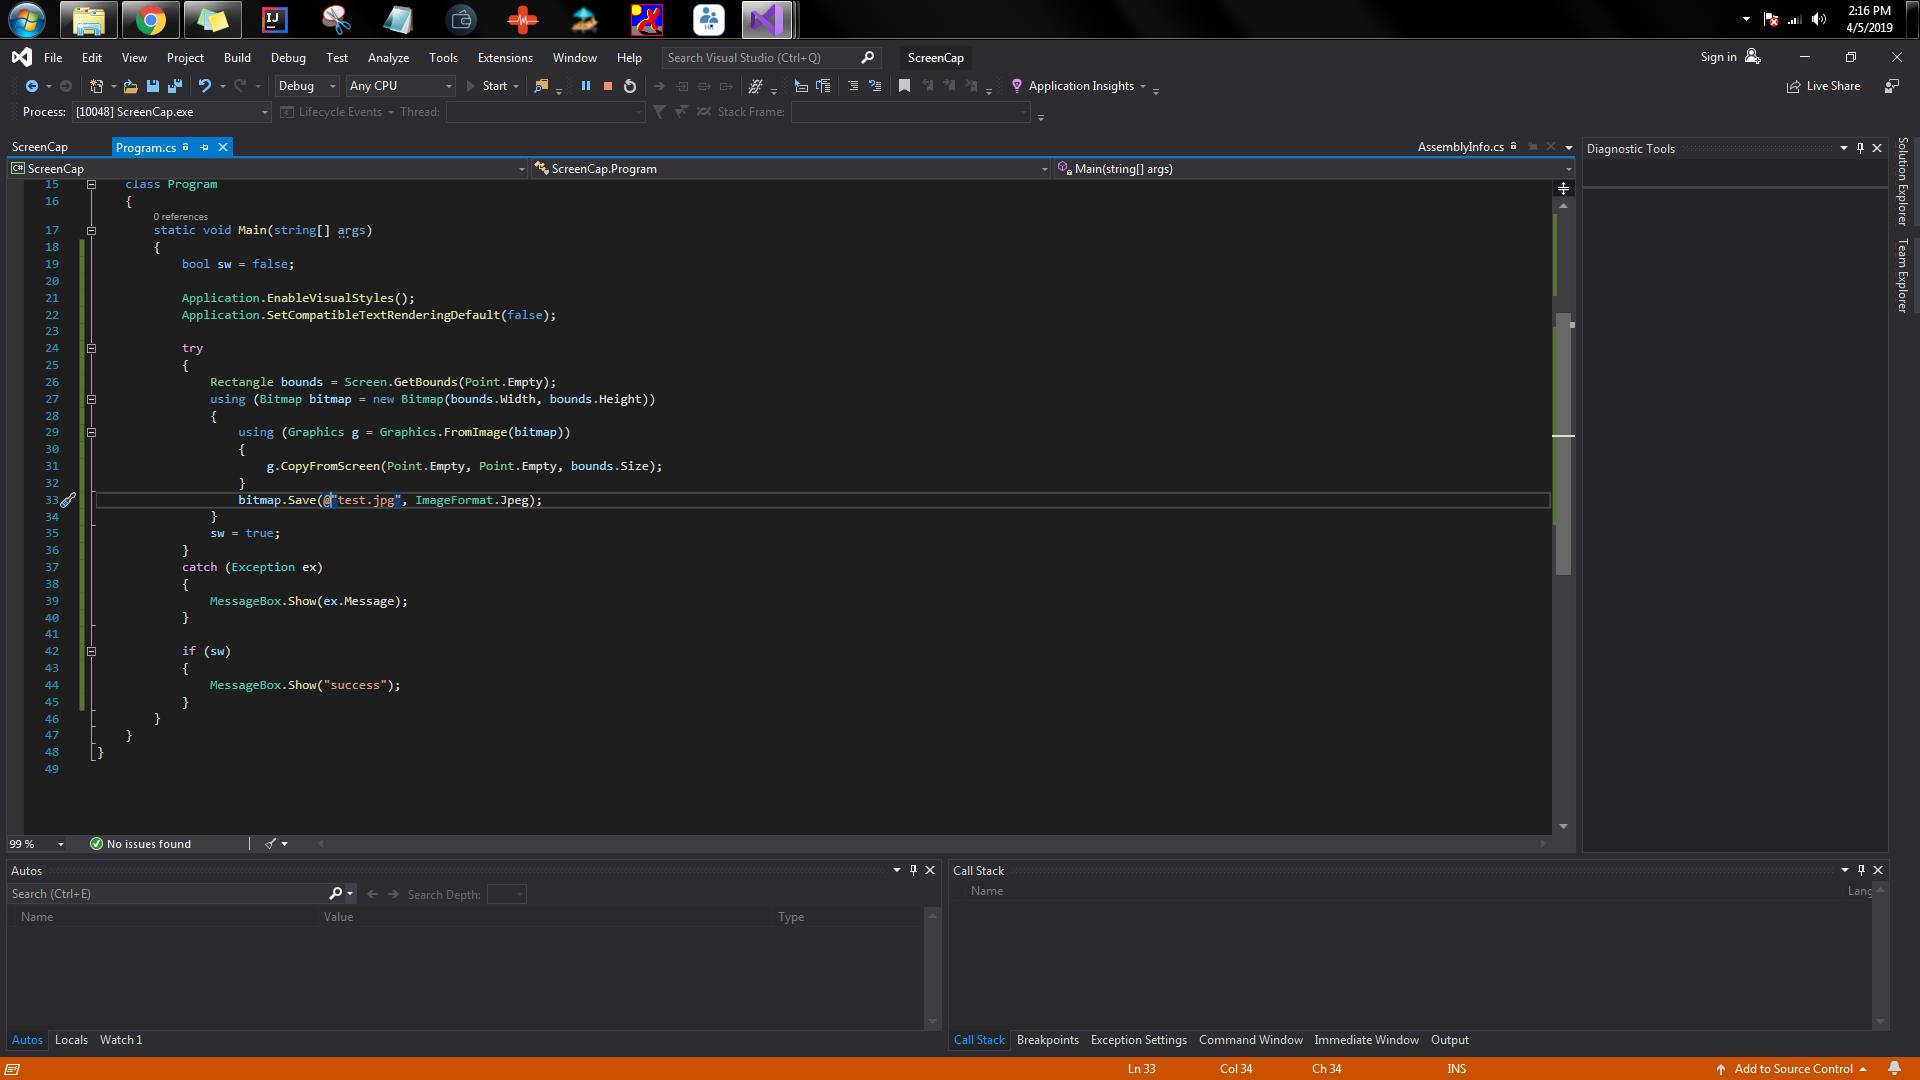 2:16 PM
4/5/2019
File Edit View Project Build Debug Test Analyze Tools Extensions Window Help Search Visual Studio (Ctrl+Q) ScreenCap Sign in
Debug Any CPU Start Application Insights Live Share
Process: [10048] ScreenCap.exe Lifecycle Events Thread: Stack Frame:
ScreenCap Program.cs AssemblyInfo.cs Diagnostic Tools
C# ScreenCap ScreenCap.Program Main(string[] args)
Solution Explorer
Team Explorer
15 class Program
16 {
0 references
17 static void Main(string[] args)
18 {
19 bool sw = false;
20
21 Application.EnableVisualStyles();
22 Application.SetCompatibleTextRenderingDefault(false);
23
24 try
25 {
26 Rectangle bounds = Screen.GetBounds(Point.Empty);
27 using (Bitmap bitmap = new Bitmap(bounds.Width, bounds.Height))
28 {
29 using (Graphics g = Graphics.FromImage(bitmap))
30 {
31 g.CopyFromScreen(Point.Empty, Point.Empty, bounds.Size);
32 }
33 bitmap.Save(@"test.jpg", ImageFormat.Jpeg);
34 }
35 sw = true;
36 }
37 catch (Exception ex)
38 {
39 MessageBox.Show(ex.Message);
40 }
41
42 if (sw)
43 {
44 MessageBox.Show("success");
45 }
46 }
47 }
48 }
49
99 % No issues found
Autos
Search (Ctrl+E) Search Depth:
Name Value Type
Autos Locals Watch 1
Call Stack
Name Lang
Call Stack Breakpoints Exception Settings Command Window Immediate Window Output
Ln 33 Col 34 Ch 34 INS Add to Source Control